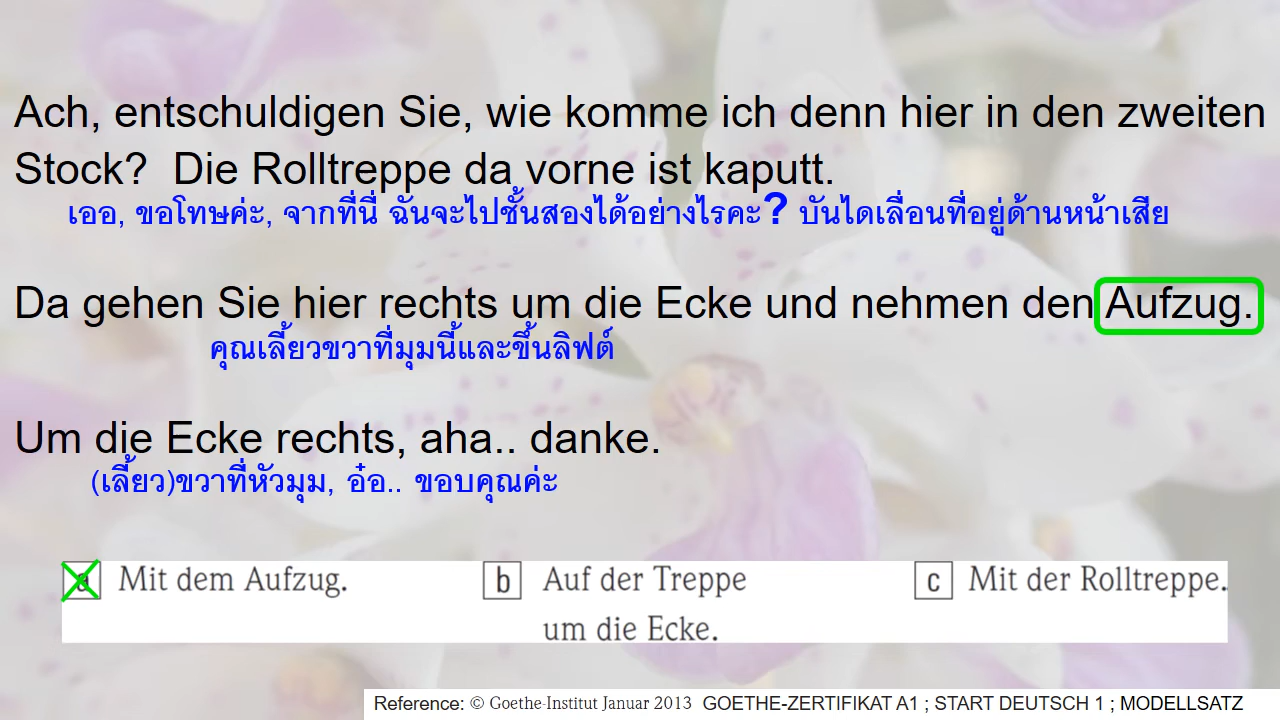 Ach, entschuldigen Sie, wie komme ich denn hier in den zweiten
Stock? Die Rolltreppe da vorne ist kaputt.
เออ, ขอโทษค่ะ, จากที่นี่ ฉันจะไปชั้นสองได้อย่างไรคะ? บันไดเลื่อนที่อยู่ด้านหน้าเสีย
Da gehen Sie hier rechts um die Ecke und nehmen den Aufzug.
คุณเลี้ยวขวาที่มุมนี้และขึ้นลิฟต์
Um die Ecke rechts, aha.. danke.
(เลี้ยว)ขวาที่หัวมุม, อ๋อ.. ขอบคุณค่ะ
a Mit dem Aufzug. b Auf der Treppe c Mit der Rolltreppe.
um die Ecke.
Reference: © Goethe-Institut Januar 2013 GOETHE-ZERTIFIKAT A1 ; START DEUTSCH 1 ; MODELLSATZ